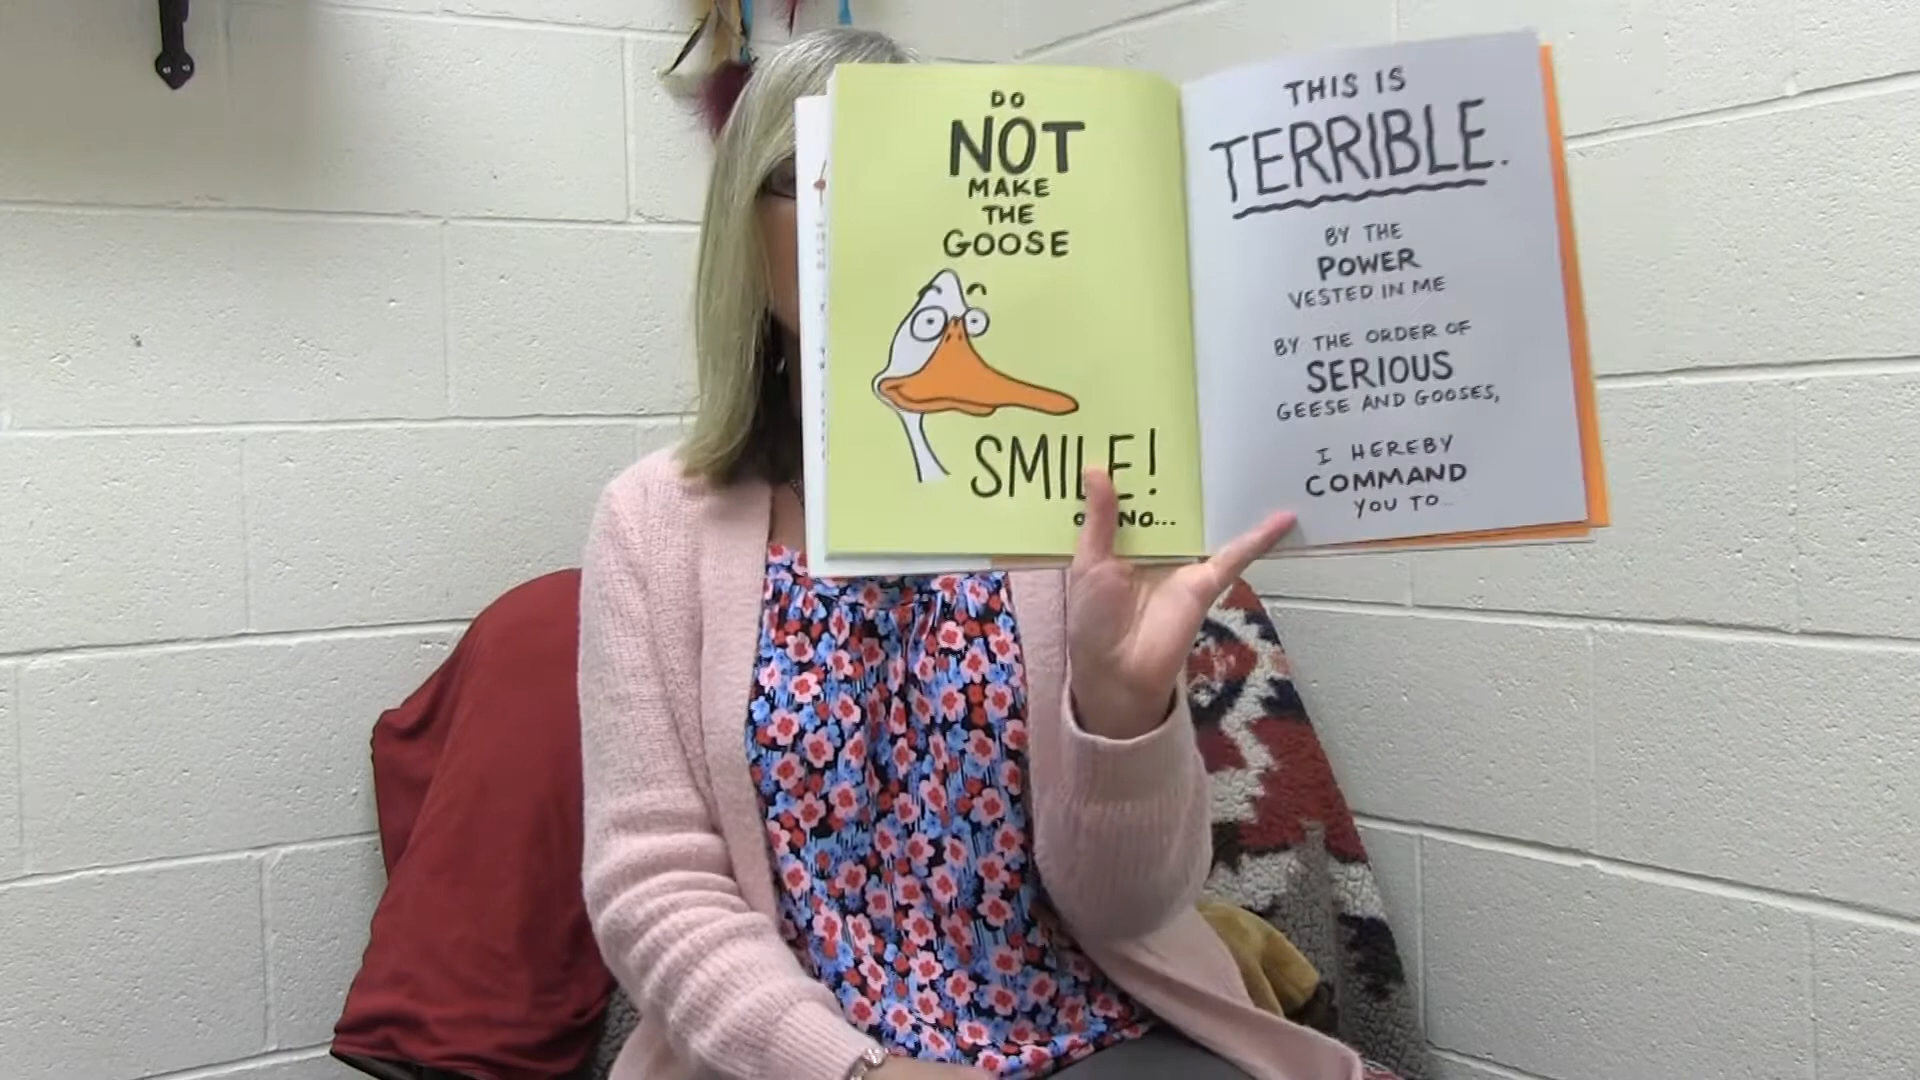 DO
NOT
MAKE
THE
GOOSE
SMILE!
NO...
THIS IS
TERRIBLE.
BY THE
POWER
VESTED IN ME
BY THE ORDER OF
SERIOUS
GEESE AND GOOSES,
I HEREBY
COMMAND
YOU TO...